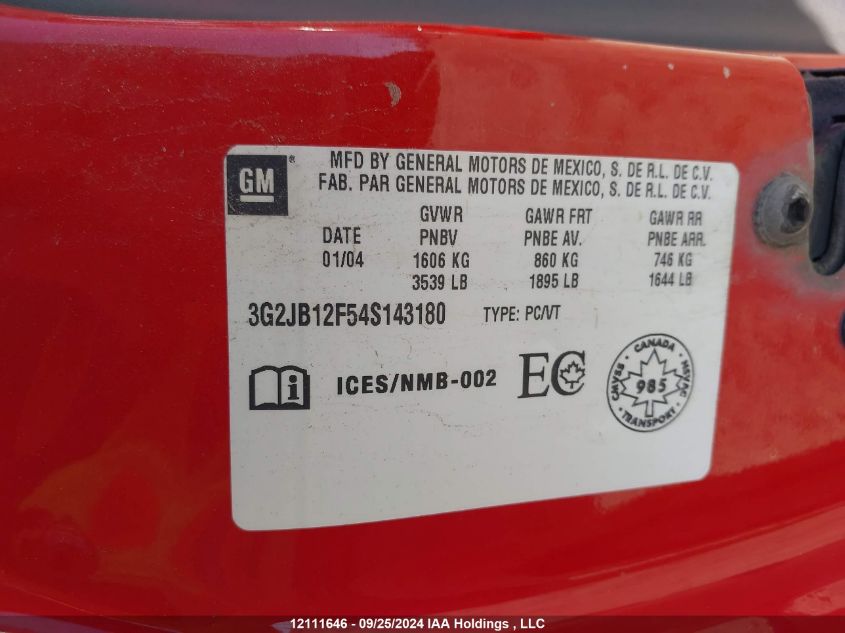 GM
MFD BY GENERAL MOTORS DE MEXICO, S. DE R.L. DE C.V.
FAB. PAR GENERAL MOTORS DE MEXICO, S. DE R.L. DE C.V.
GVWR GAWR FRT GAWR RR
DATE PNBV PNBE AV. PNBE ARR.
01/04 1606 KG 860 KG 746 KG
3539 LB 1895 LB 1644 LB
3G2JB12F54S143180 TYPE: PC/VT
i ICES/NMB-002 EC
CANADA
CMVSS 985 NSVAC
TRANSPORT
12111646 - 09/25/2024 IAA Holdings , LLC